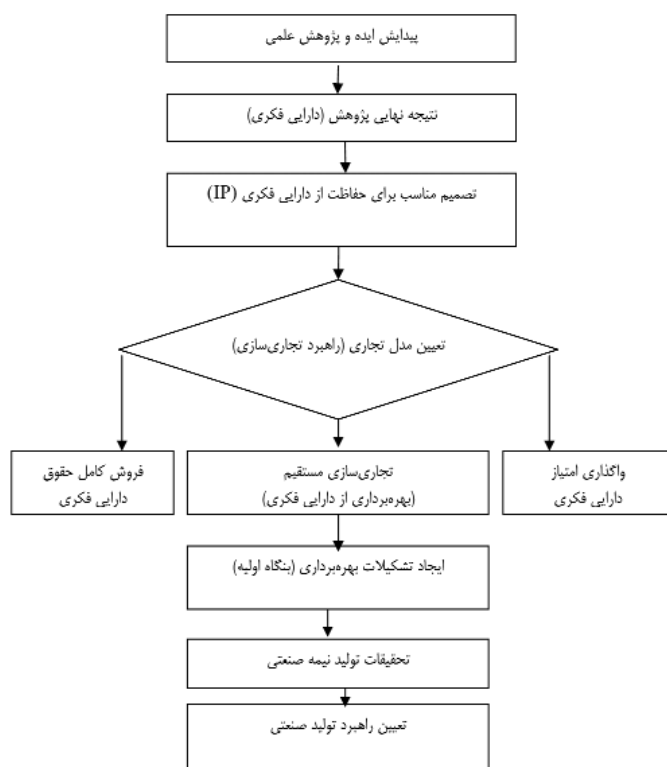 پیدایش ایده و پژوهش علمی
نتیجه نهایی پژوهش (دارایی فکری)
تصمیم مناسب برای حفاظت از دارایی فکری (IP)
تعیین مدل تجاری (راهبرد تجاری‌سازی)
واگذاری امتیاز
دارایی فکری
تجاری‌سازی مستقیم
(بهره‌برداری از دارایی فکری)
فروش کامل حقوق
دارایی فکری
ایجاد تشکیلات بهره‌برداری (بنگاه اولیه)
تحقیقات تولید نیمه صنعتی
تعیین راهبرد تولید صنعتی